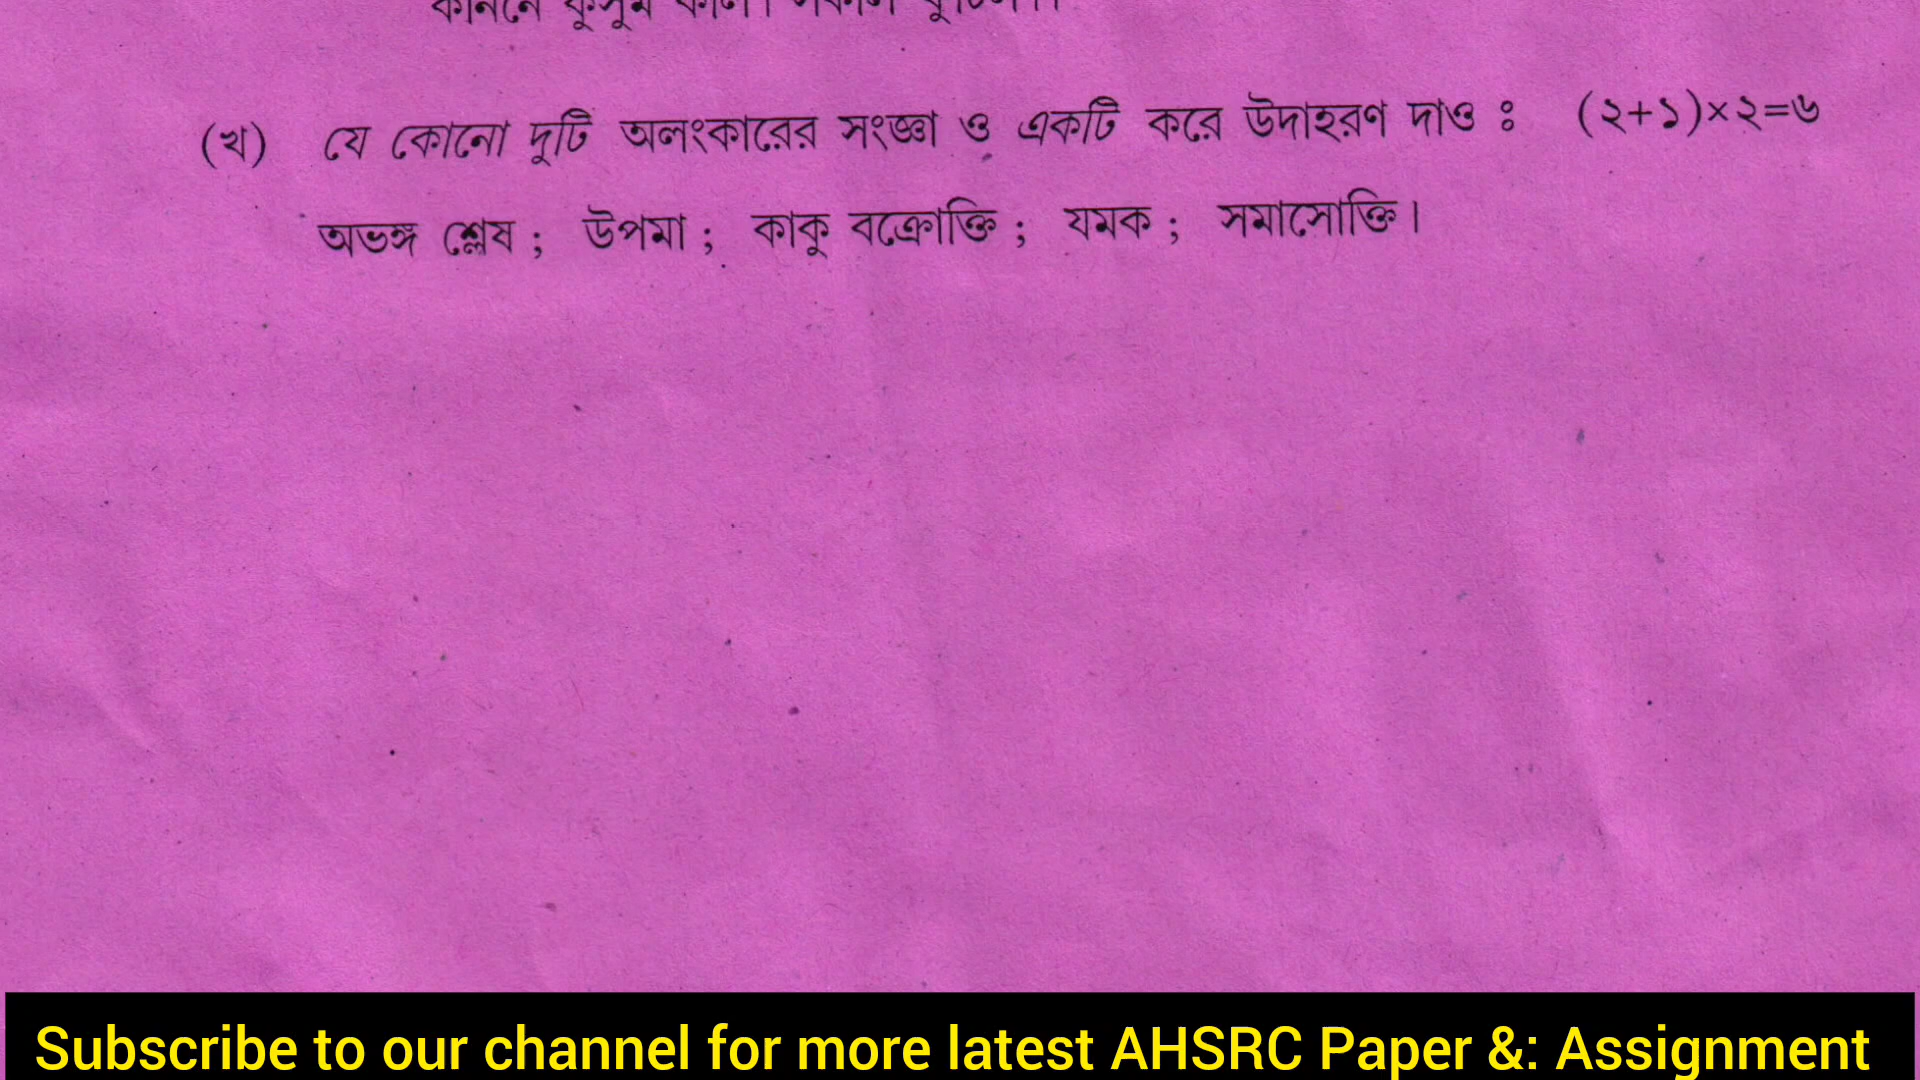 (খ) যে কোনো দুটি অলংকারের সংজ্ঞা ও একটি করে উদাহরণ দাও ঃ (২+১)×২=৬
অভঙ্গ শ্লেষ ; উপমা ; কাকু বক্রোক্তি ; যমক ; সমাসোক্তি।
Subscribe to our channel for more latest AHSRC Paper &: Assignment